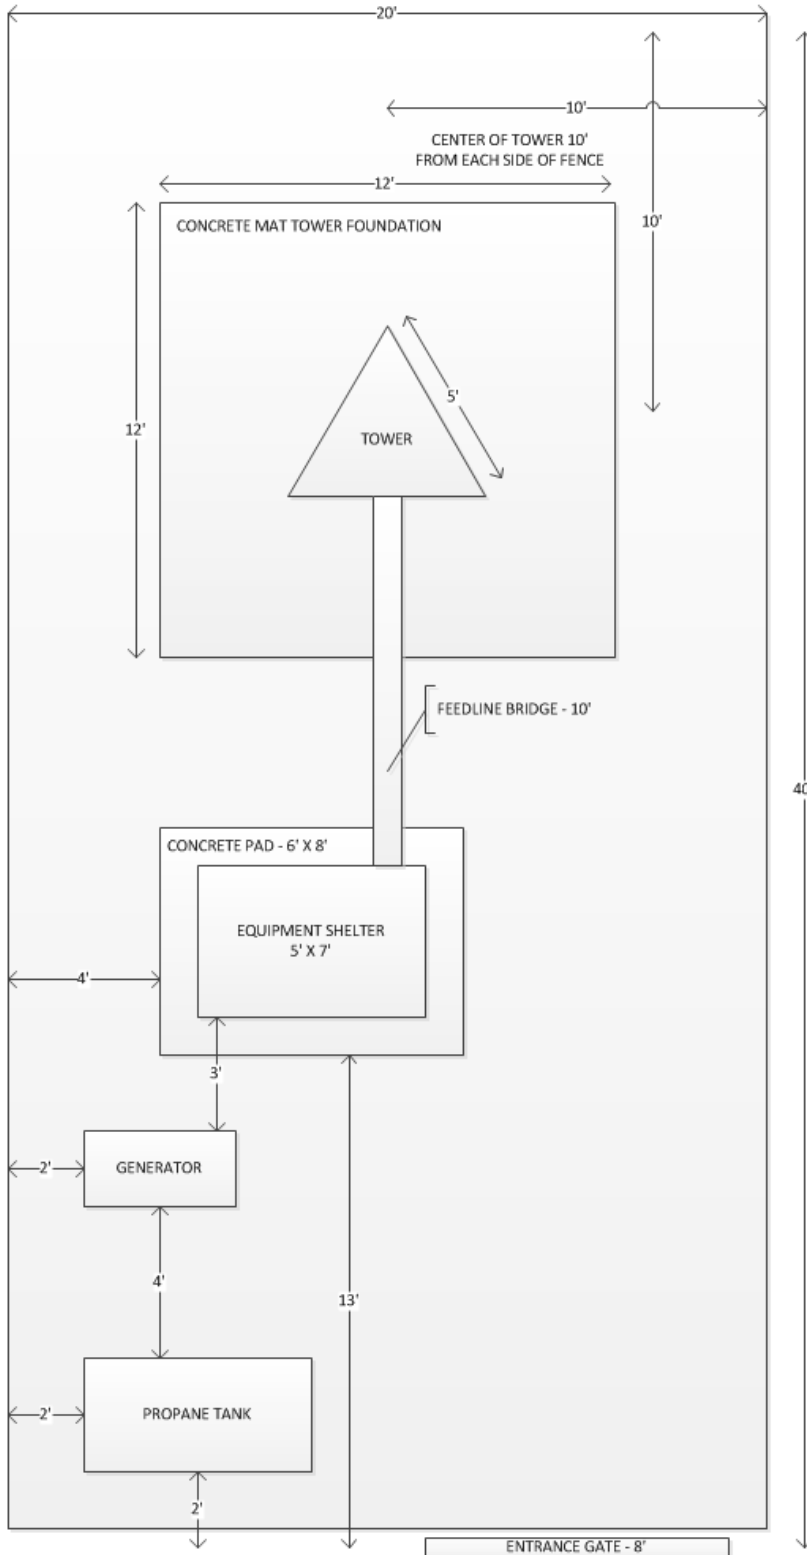 20'
10'
CENTER OF TOWER 10'
FROM EACH SIDE OF FENCE
12'
CONCRETE MAT TOWER FOUNDATION
10'
5'
12'
TOWER
FEEDLINE BRIDGE - 10'
40
CONCRETE PAD - 6' X 8'
EQUIPMENT SHELTER
5' X 7'
4'
3'
GENERATOR
2'
4'
13'
2'
PROPANE TANK
2'
ENTRANCE GATE - 8'